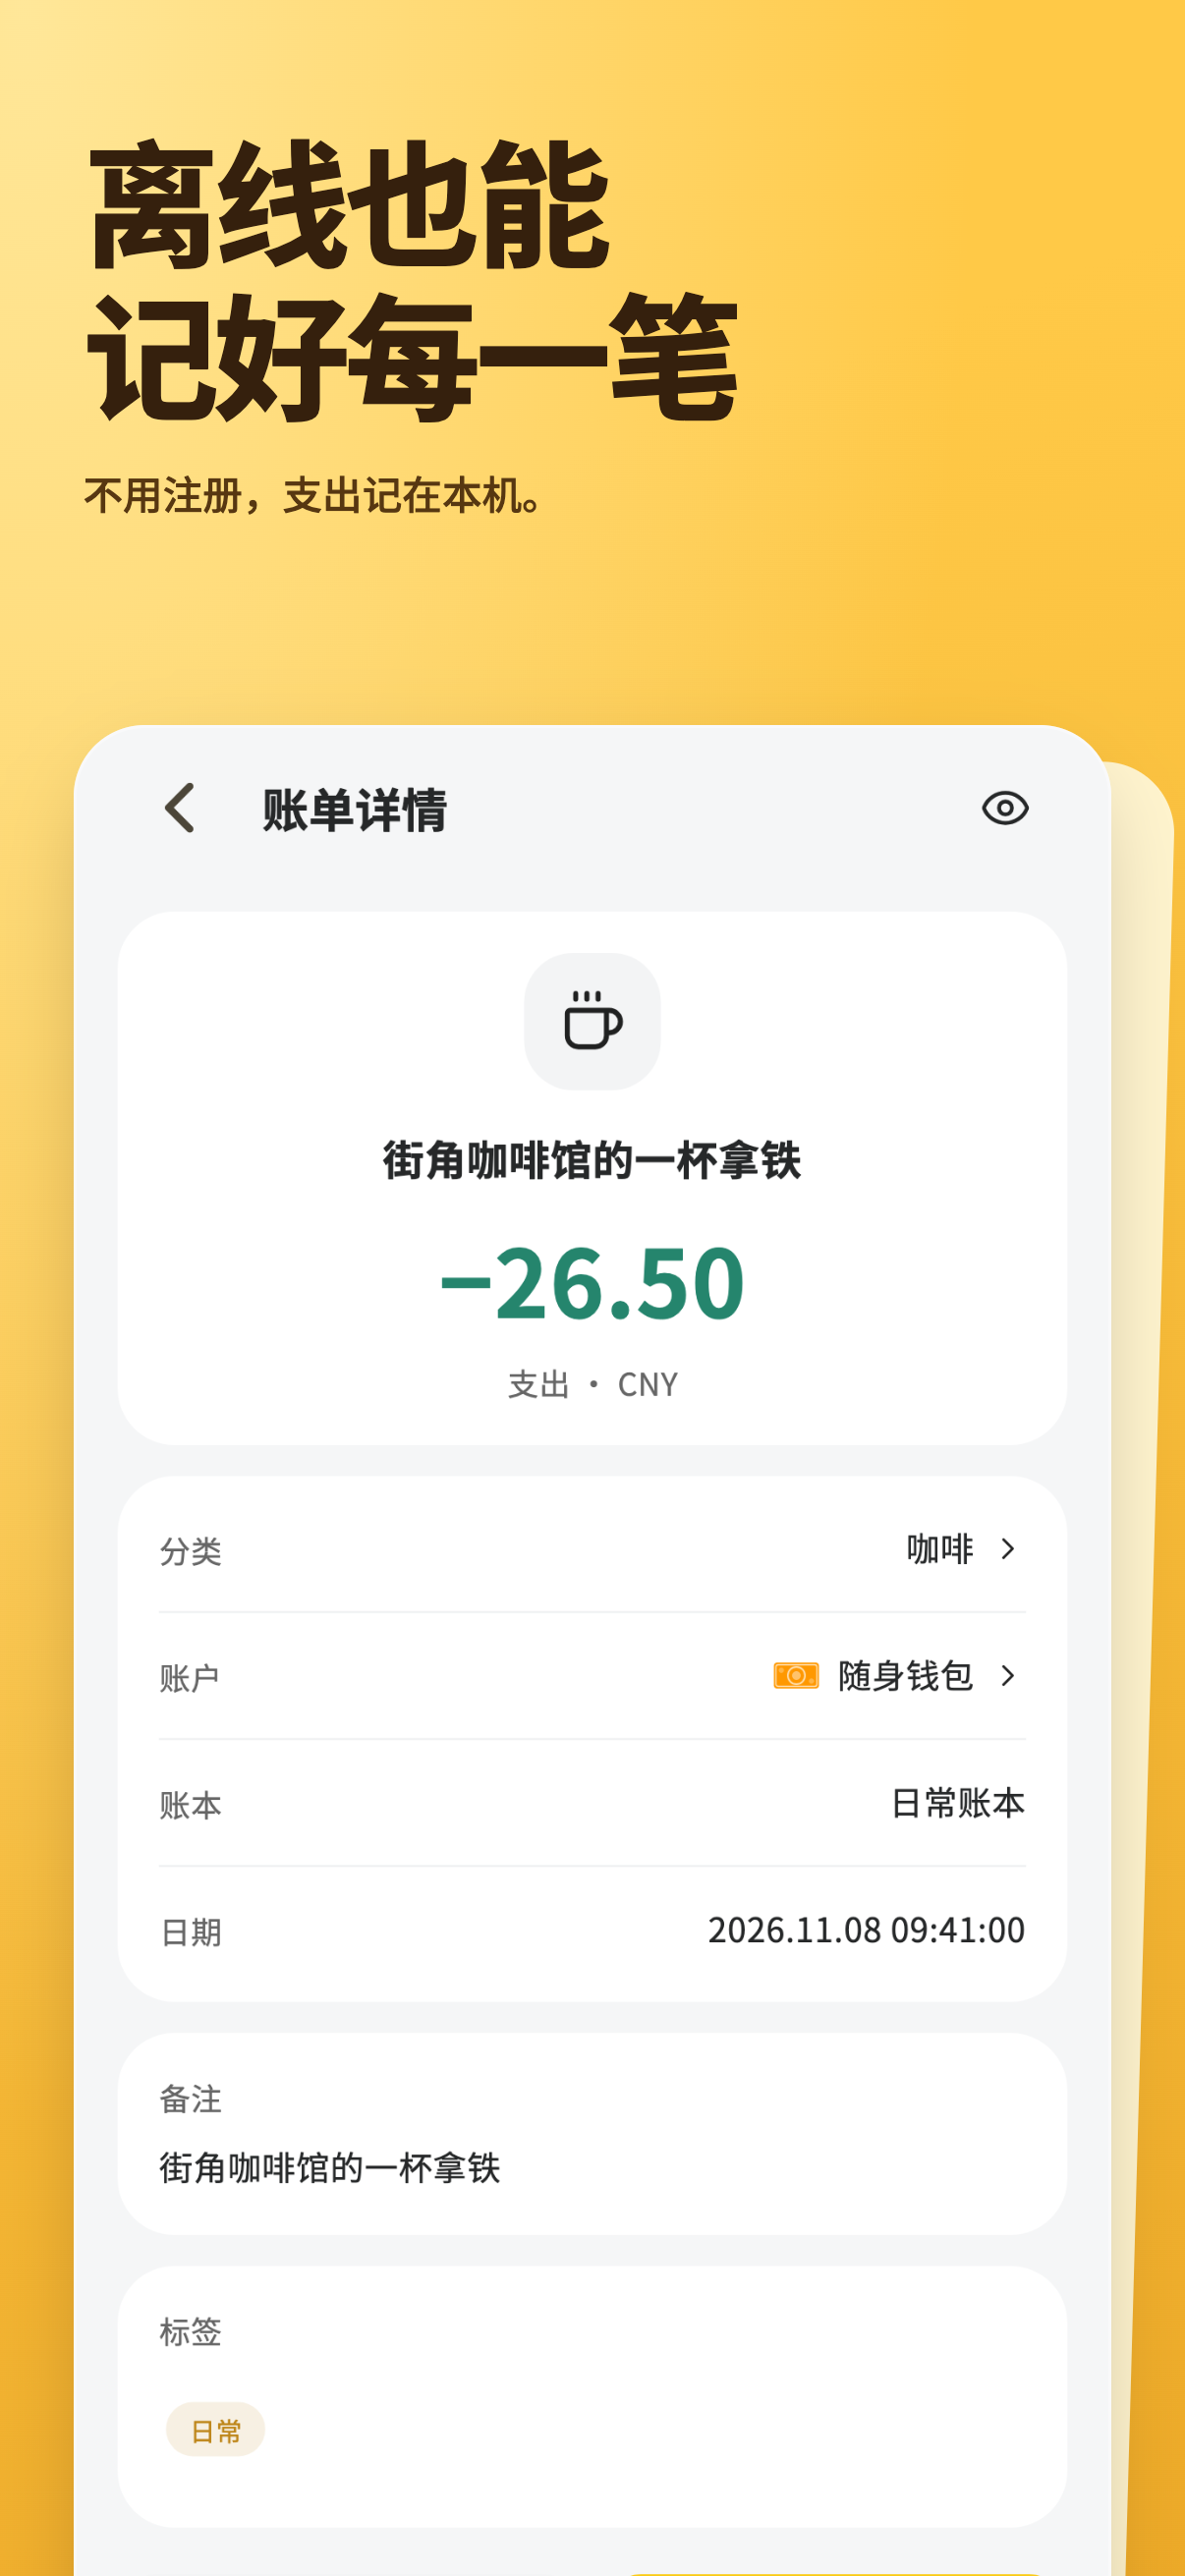 离线也能
记好每一笔
不用注册，支出记在本机。
账单详情
街角咖啡馆的一杯拿铁
−26.50
支出 · CNY
分类 咖啡
账户 随身钱包
账本 日常账本
日期 2026.11.08 09:41:00
备注
街角咖啡馆的一杯拿铁
标签
日常